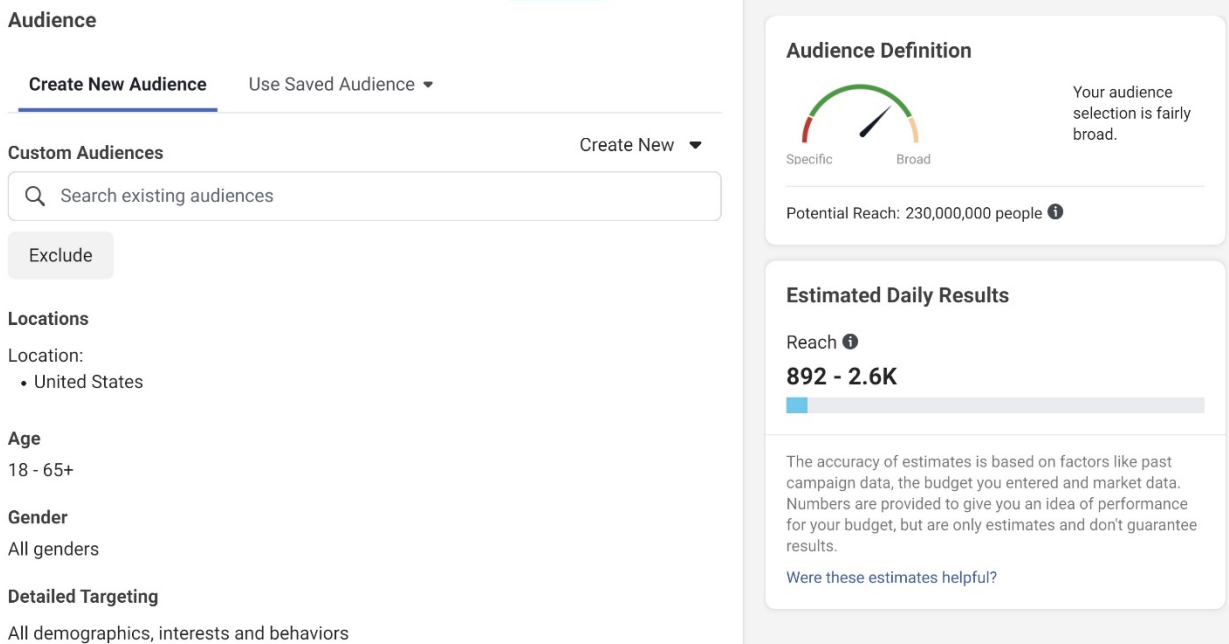 Audience
Create New Audience
Use Saved Audience
Custom Audiences
Create New
Search existing audiences
Exclude
Locations
Location:
• United States
Age
18 - 65+
Gender
All genders
Detailed Targeting
All demographics, interests and behaviors
Audience Definition
Your audience
selection is fairly
broad.
Specific
Broad
Potential Reach: 230,000,000 people
Estimated Daily Results
Reach
892 - 2.6K
The accuracy of estimates is based on factors like past
campaign data, the budget you entered and market data.
Numbers are provided to give you an idea of performance
for your budget, but are only estimates and don't guarantee
results.
Were these estimates helpful?